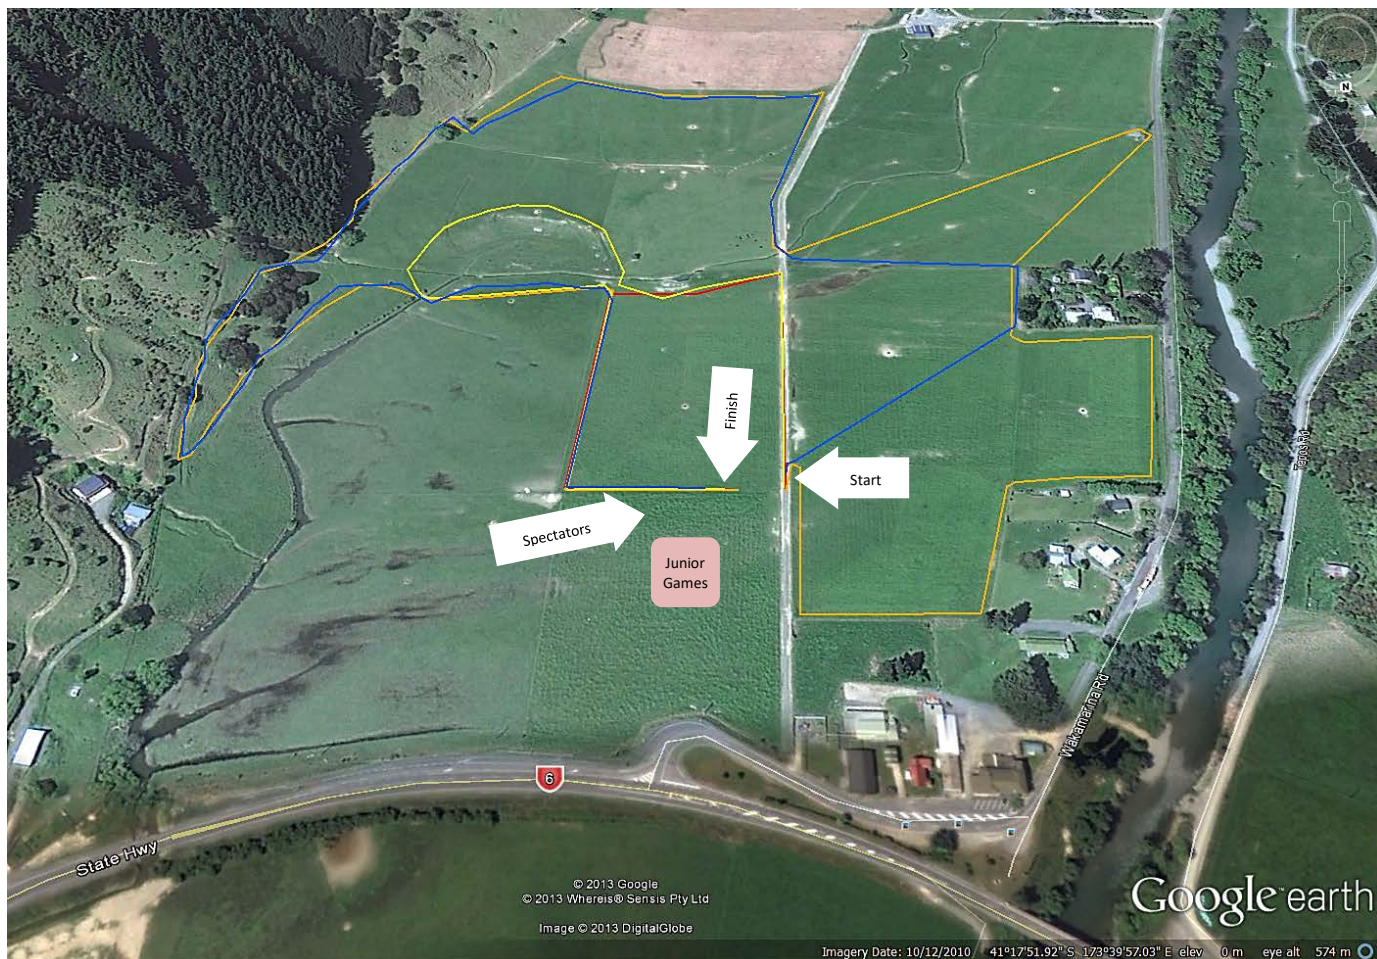 N
Finish
Start
Spectators
Junior
Games
Wakamarina Rd
6
State Hwy
© 2013 Google
© 2013 Whereis® Sensis Pty Ltd
Image © 2013 DigitalGlobe
Google earth
Imagery Date: 10/12/2010 41°17'51.92" S 173°39'57.03" E elev 0 m eye alt 574 m